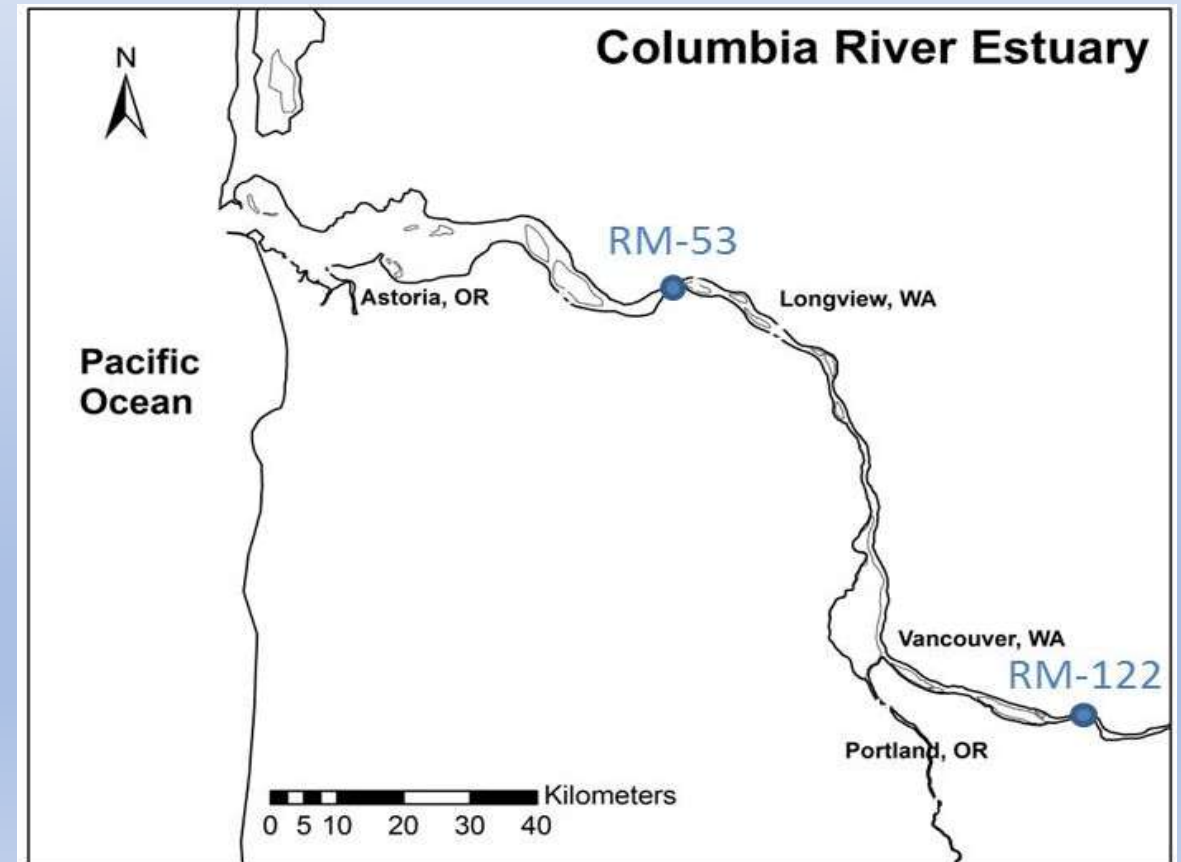 Columbia River Estuary
N
RM-53
Astoria, OR
Longview, WA
Pacific
Ocean
Vancouver, WA
RM-122
Portland, OR
Kilometers
0 5 10 20 30 40